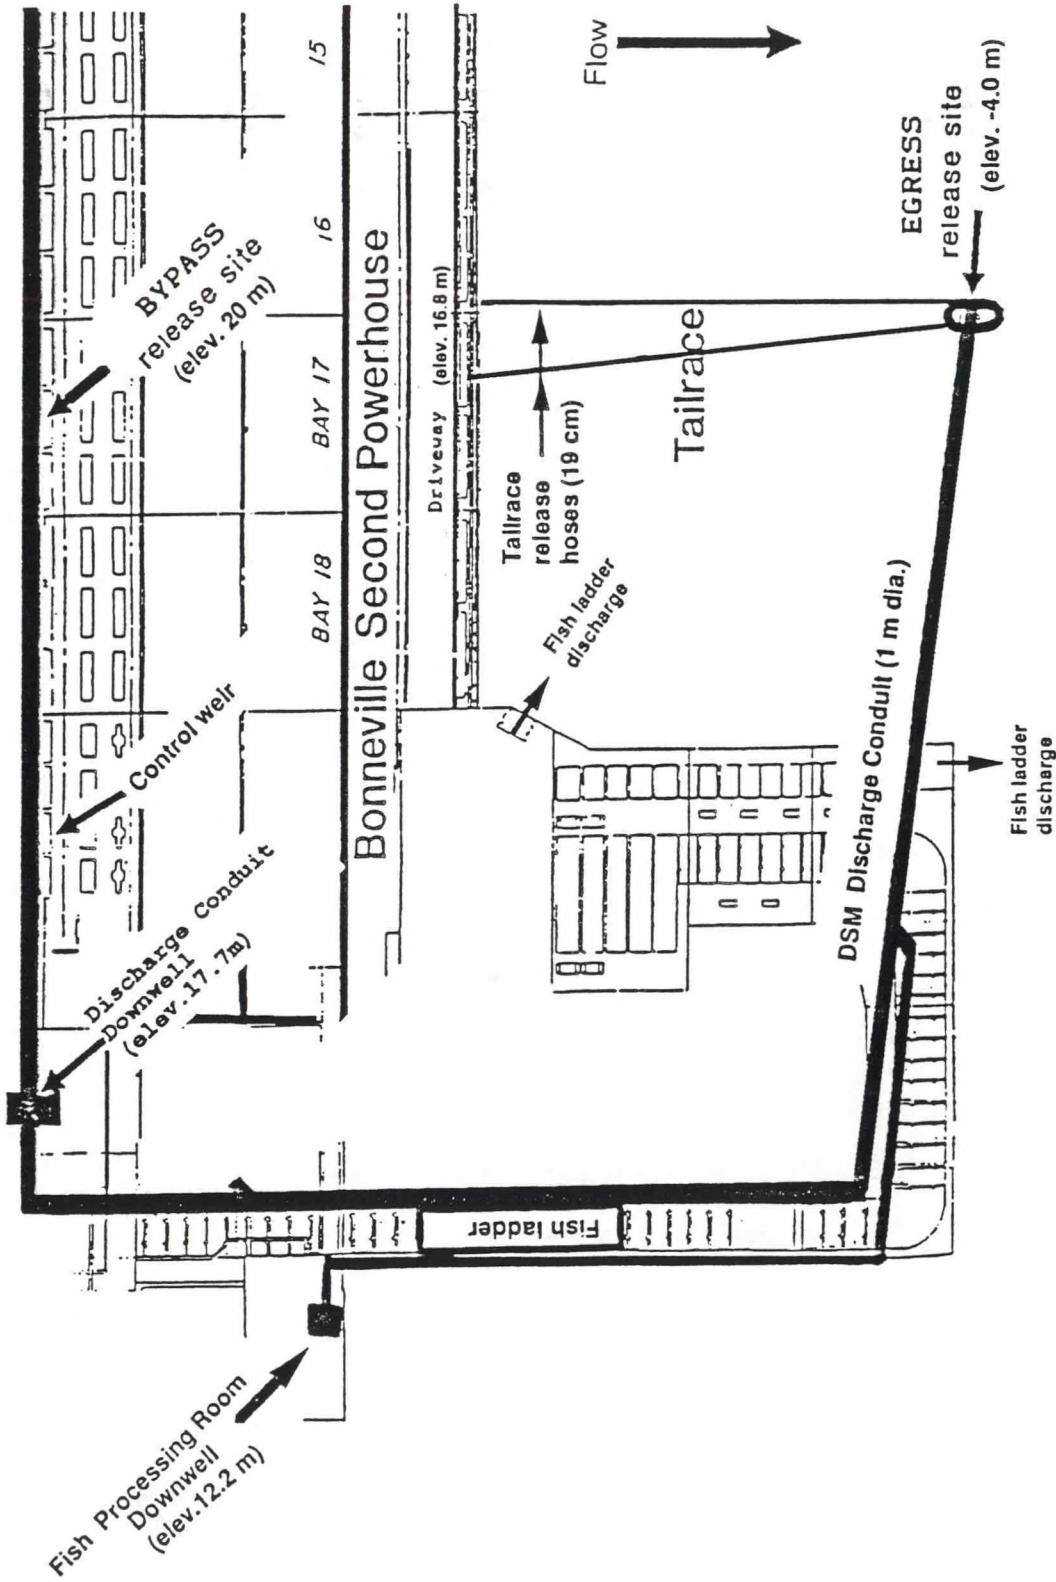 15
16
BAY 17
BAY 18
BYPASS
release site
(elev. 20 m)
Control weir
Discharge Conduit
Downwell
(elev.17.7m)
Bonneville Second Powerhouse
Driveway (elev. 16.8 m)
Flow
EGRESS
release site
(elev. -4.0 m)
Tailrace
Tailrace
release
hoses (19 cm)
Fish ladder
discharge
DSM Discharge Conduit (1 m dia.)
Fish ladder
discharge
Fish ladder
Fish Processing Room
Downwell
(elev.12.2 m)